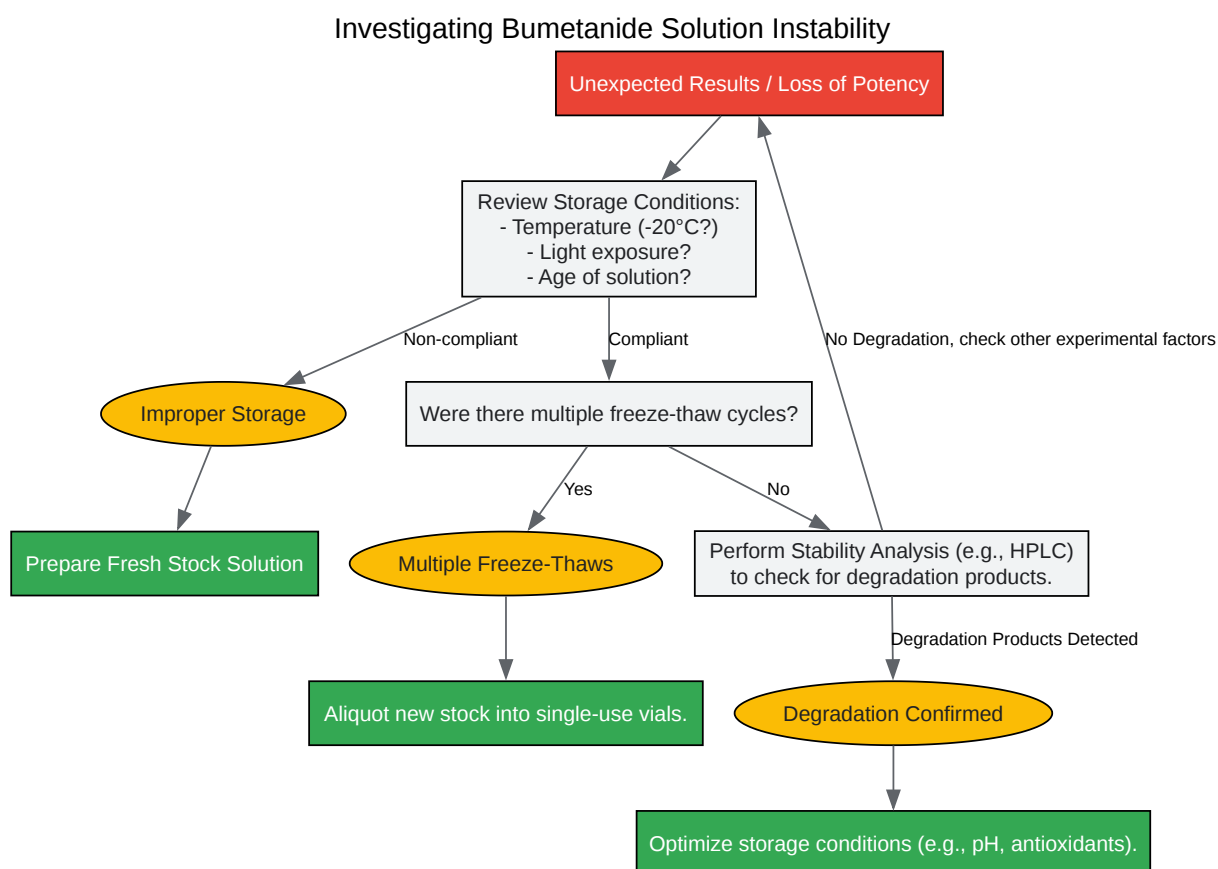 Investigating Bumetanide Solution Instability
Unexpected Results / Loss of Potency
Review Storage Conditions:
- Temperature (-20°C?)
- Light exposure?
- Age of solution?
Non-compliant
Compliant
No Degradation, check other experimental factors
Improper Storage
Were there multiple freeze-thaw cycles?
Yes
No
Prepare Fresh Stock Solution
Multiple Freeze-Thaws
Perform Stability Analysis (e.g., HPLC)
to check for degradation products.
Degradation Products Detected
Aliquot new stock into single-use vials.
Degradation Confirmed
Optimize storage conditions (e.g., pH, antioxidants).